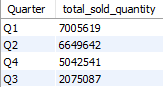 Quarter total_sold_quantity
Q1 7005619
Q2 6649642
Q4 5042541
Q3 2075087